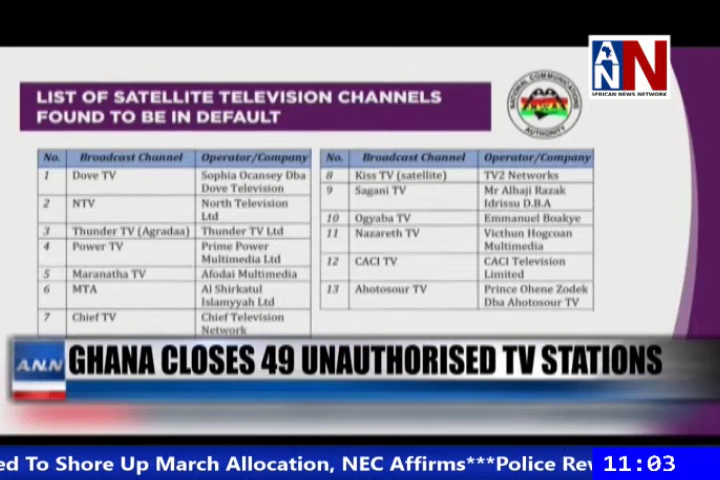 ANN
AFRICAN NEWS NETWORK
LIST OF SATELLITE TELEVISION CHANNELS
FOUND TO BE IN DEFAULT
NATIONAL COMMUNICATIONS
AUTHORITY
No. Broadcast Channel Operator/Company
1 Dove TV Sophia Ocansey Dba
Dove Television
2 NTV North Television
Ltd
3 Thunder TV (Agradaa) Thunder TV Ltd
4 Power TV Prime Power
Multimedia Ltd
5 Maranatha TV Afodai Multimedia
6 MTA Al Shirkatul
Islamyyah Ltd
7 Chief TV Chief Television
Network
No. Broadcast Channel Operator/Company
8 Kiss TV (satellite) TV2 Networks
9 Sagani TV Mr Alhaji Razak
Idrissu D.B.A
10 Ogyaba TV Emmanuel Boakye
11 Nazareth TV Victhun Hogcoan
Multimedia
12 CACI TV CACI Television
Limited
13 Ahotosour TV Prince Ohene Zodek
Dba Ahotosour TV
A.N.N GHANA CLOSES 49 UNAUTHORISED TV STATIONS
ed To Shore Up March Allocation, NEC Affirms***Police Rev
11:03